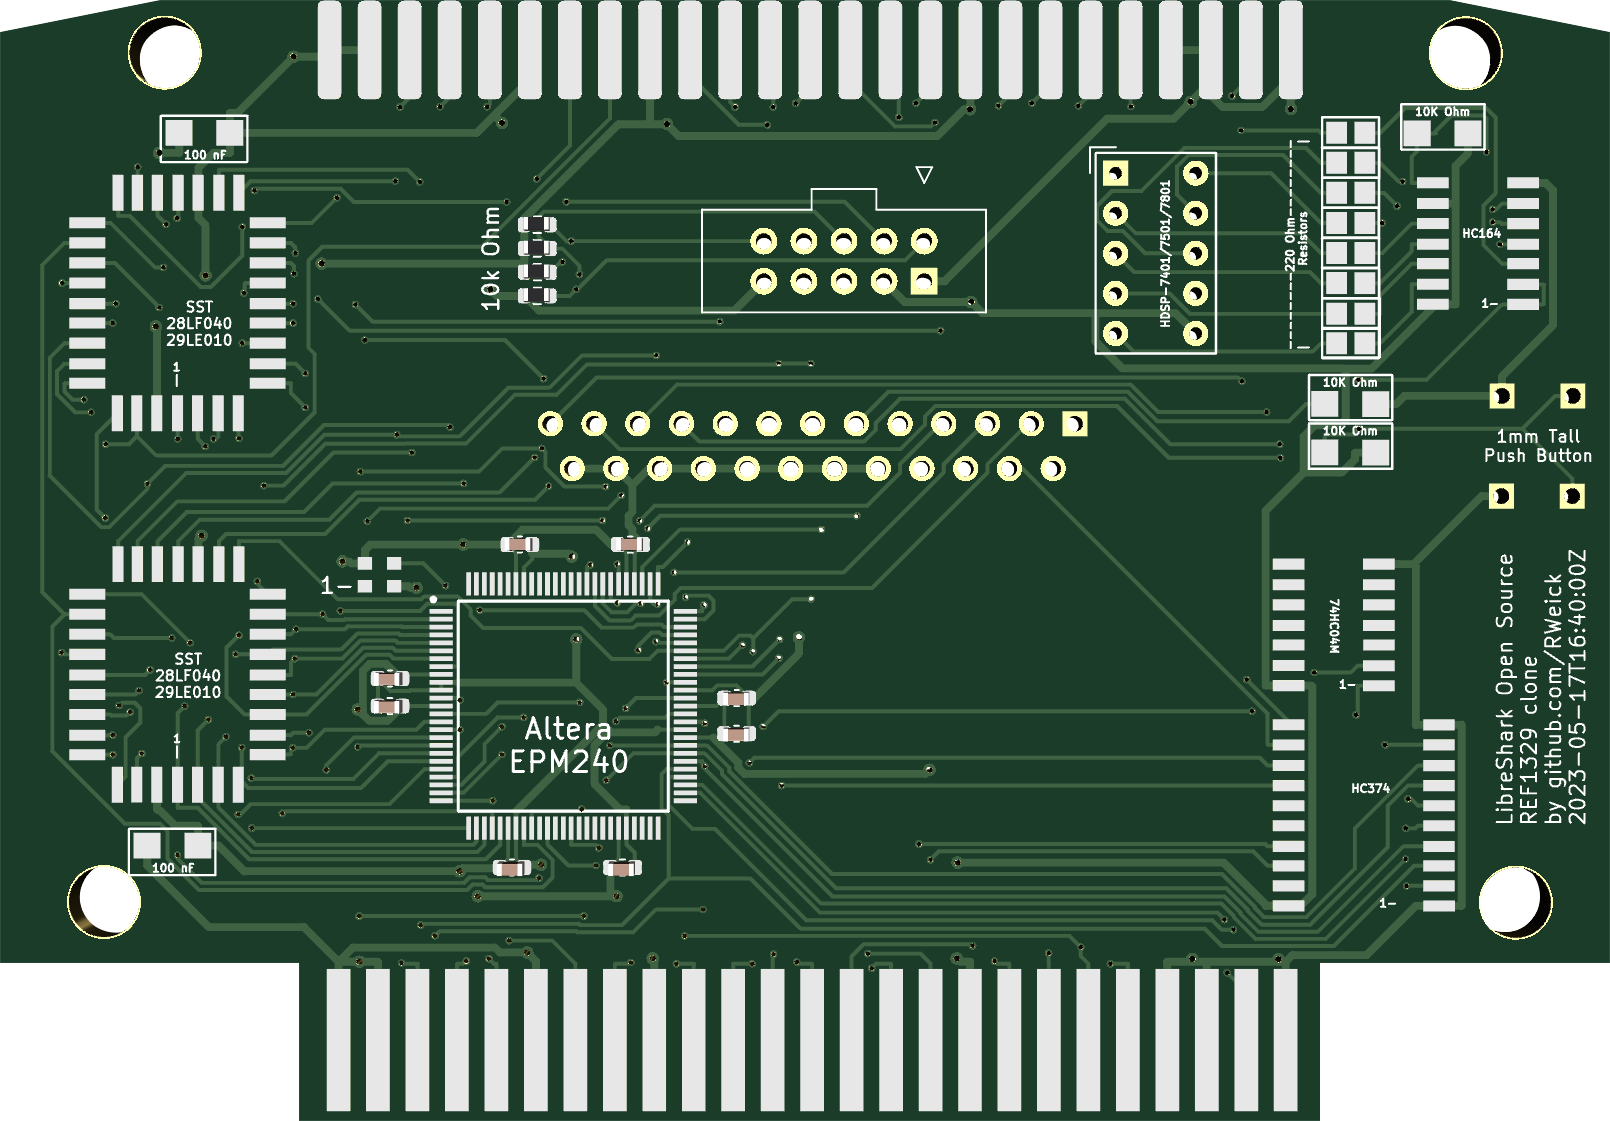 100 nF
10K Ohm
10k Ohm
HDSP-7401/7501/7801
220 Ohm
Resistors
HC164
1-
SST
28LF040
29LE010
1
10K Ohm
10K Ohm
1mm Tall
Push Button
1-
74HC04M
1-
SST
28LF040
29LE010
1
Altera
EPM240
HC374
1-
100 nF
LibreShark Open Source
REF1329 clone
by github.com/RWeick
2023-05-17T16:40:00Z